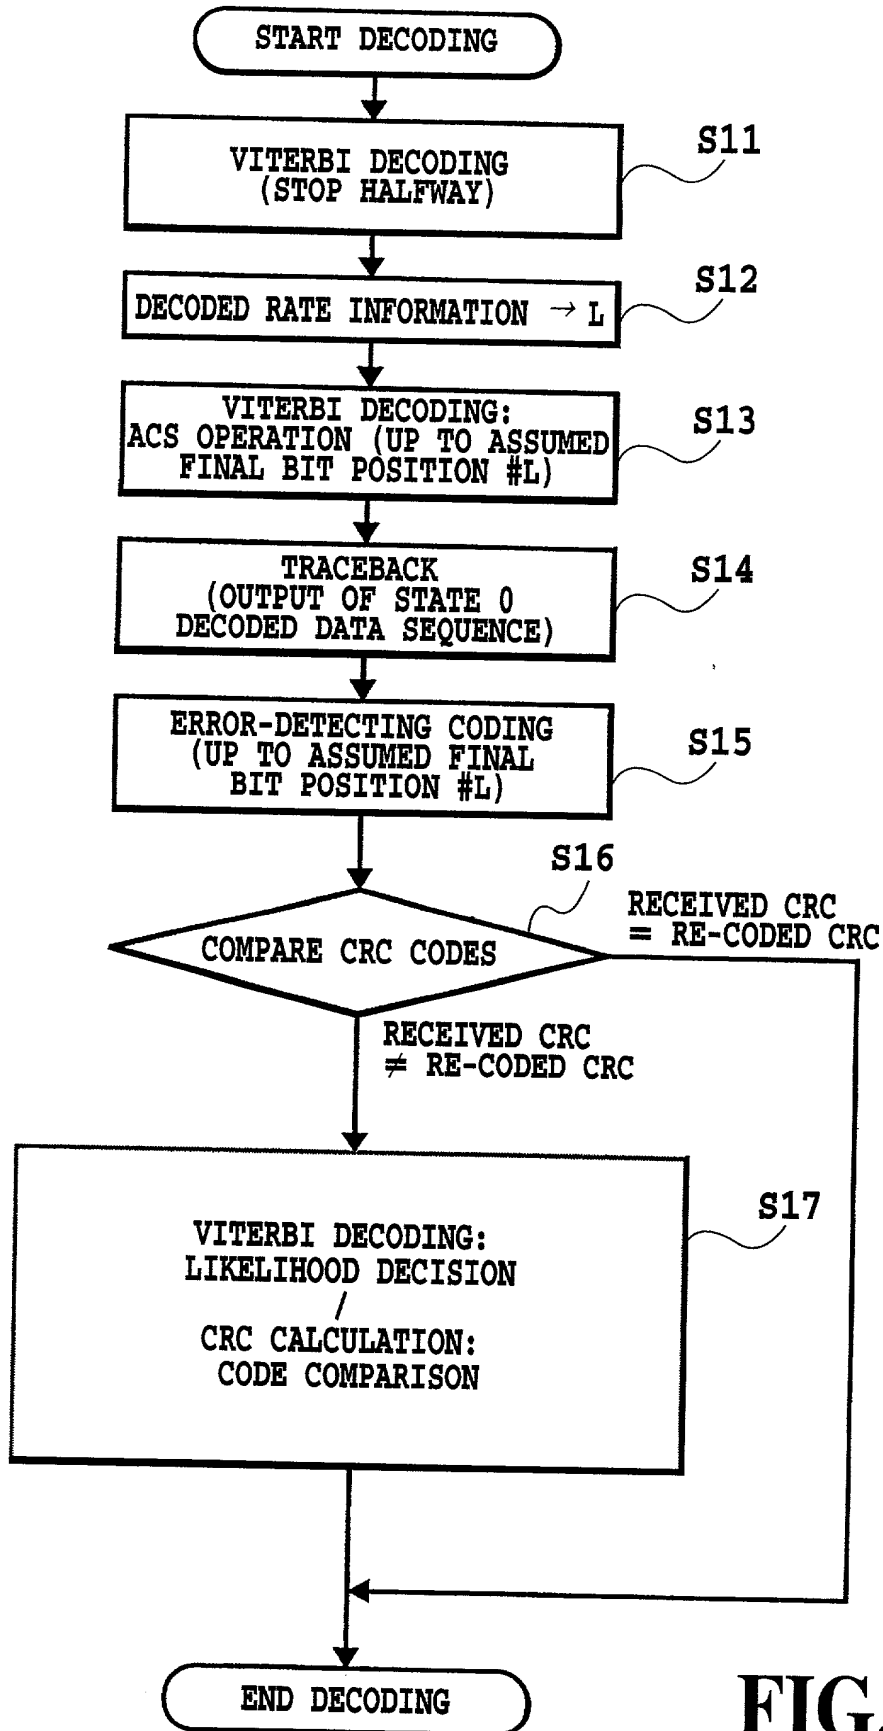 START DECODING
VITERBI DECODING
(STOP HALFWAY)
S11
DECODED RATE INFORMATION → L
S12
VITERBI DECODING:
ACS OPERATION (UP TO ASSUMED
FINAL BIT POSITION #L)
S13
TRACEBACK
(OUTPUT OF STATE 0
DECODED DATA SEQUENCE)
S14
ERROR-DETECTING CODING
(UP TO ASSUMED FINAL
BIT POSITION #L)
S15
S16
COMPARE CRC CODES
RECEIVED CRC
= RE-CODED CRC
RECEIVED CRC
≠ RE-CODED CRC
VITERBI DECODING:
LIKELIHOOD DECISION
/
CRC CALCULATION:
CODE COMPARISON
S17
END DECODING
FIG.